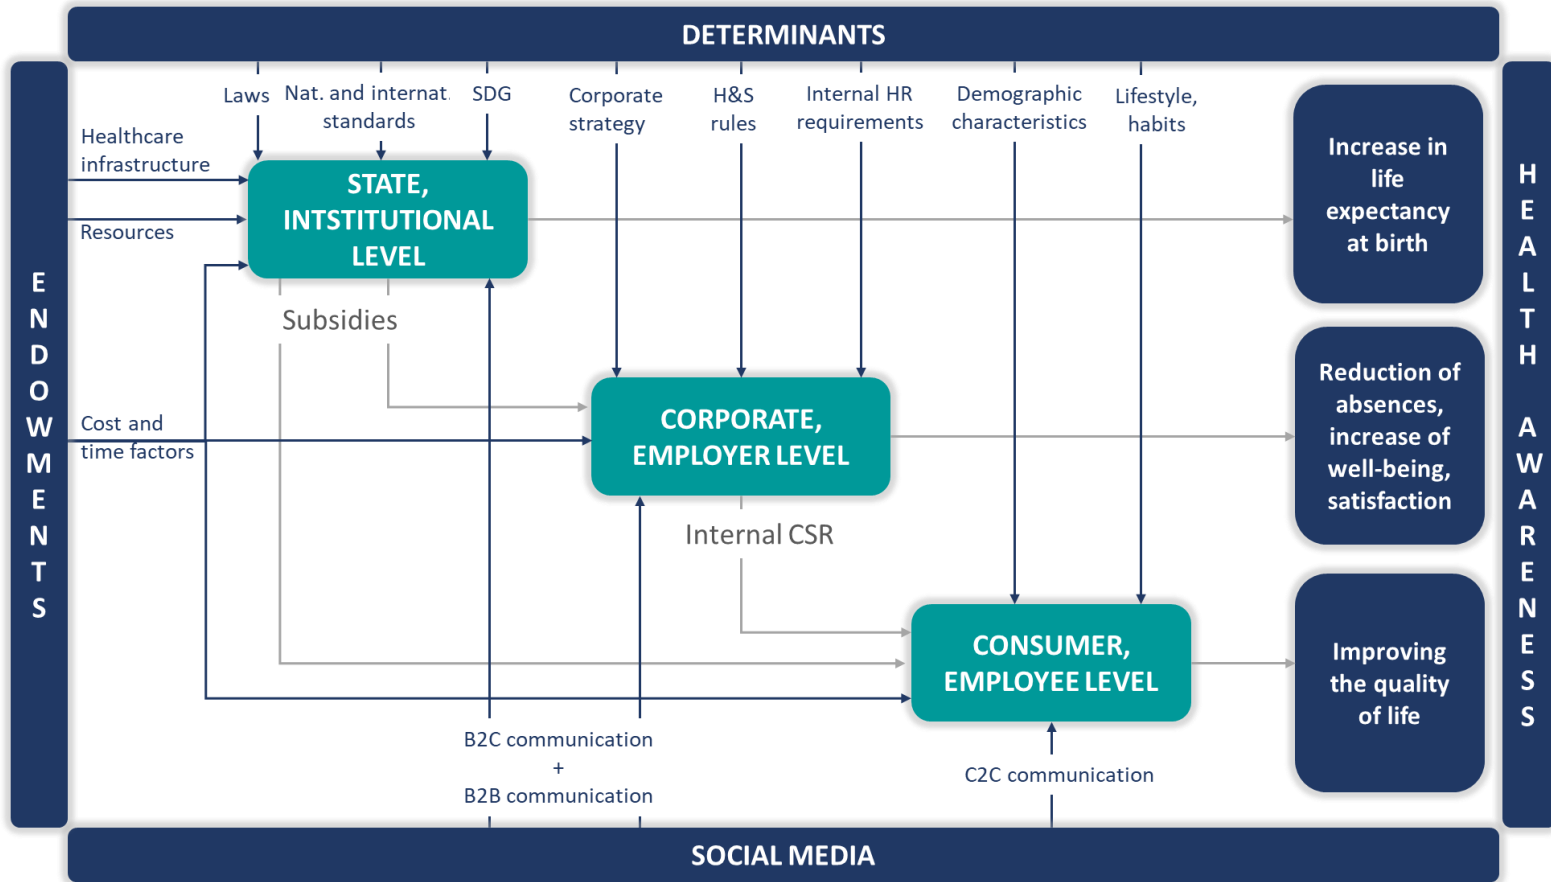 DETERMINANTS
Laws
Nat. and internat.
standards
SDG
Corporate
strategy
H&S
rules
Internal HR
requirements
Demographic
characteristics
Lifestyle,
habits
ENDOWMENTS
Healthcare
infrastructure
Resources
Cost and
time factors
STATE,
INTSTITUTIONAL
LEVEL
Subsidies
CORPORATE,
EMPLOYER LEVEL
Internal CSR
CONSUMER,
EMPLOYEE LEVEL
B2C communication
+
B2B communication
C2C communication
Increase in
life
expectancy
at birth
Reduction of
absences,
increase of
well-being,
satisfaction
Improving
the quality
of life
HEALTH AWARENESS
SOCIAL MEDIA